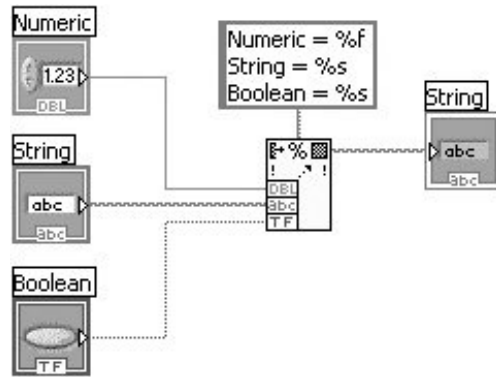 Numeric
1.23
DBL
String
abc
abc
Boolean
TF
Numeric = %f
String = %s
Boolean = %s
%
! !
DBL
abc
TF
String
abc
abc